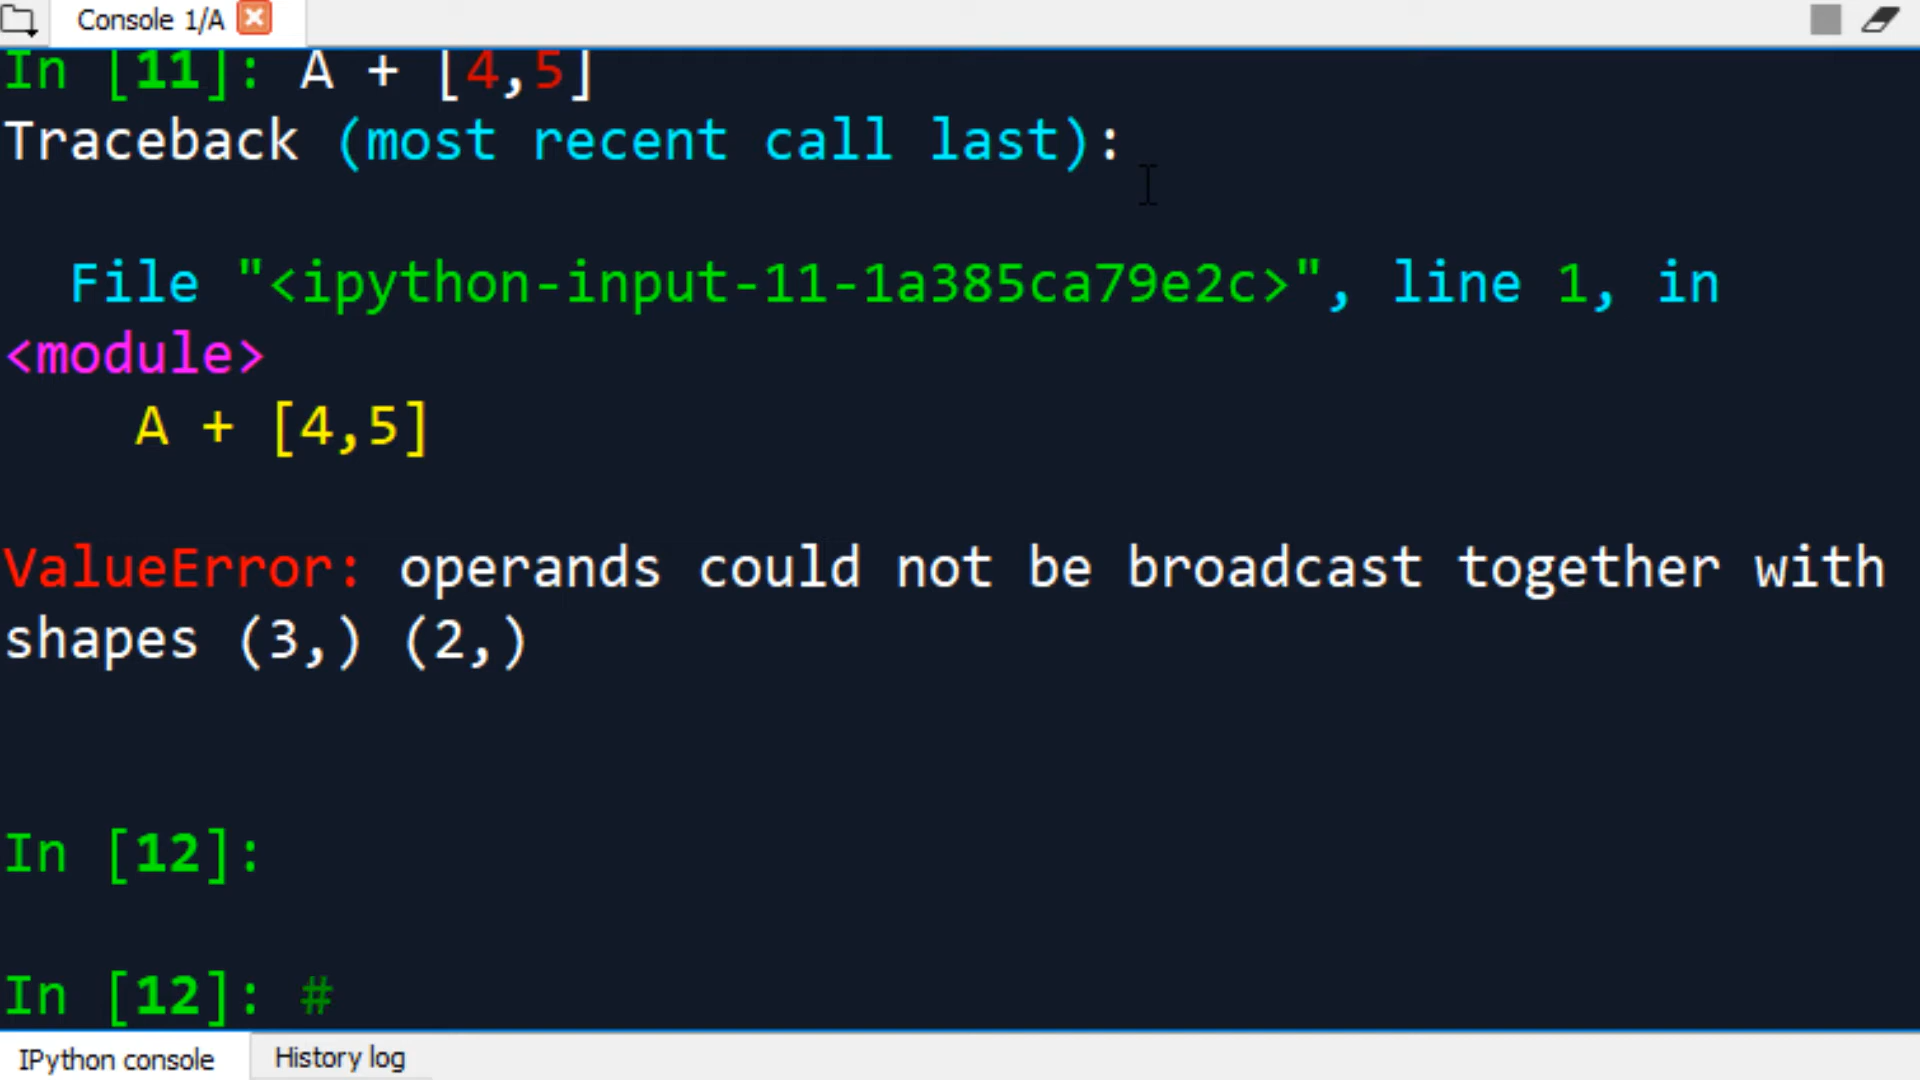 Console 1/A
In [11]: A + [4,5]
Traceback (most recent call last):
File "<ipython-input-11-1a385ca79e2c>", line 1, in
<module>
A + [4,5]
ValueError: operands could not be broadcast together with
shapes (3,) (2,)
In [12]:
In [12]: #
IPython console
History log